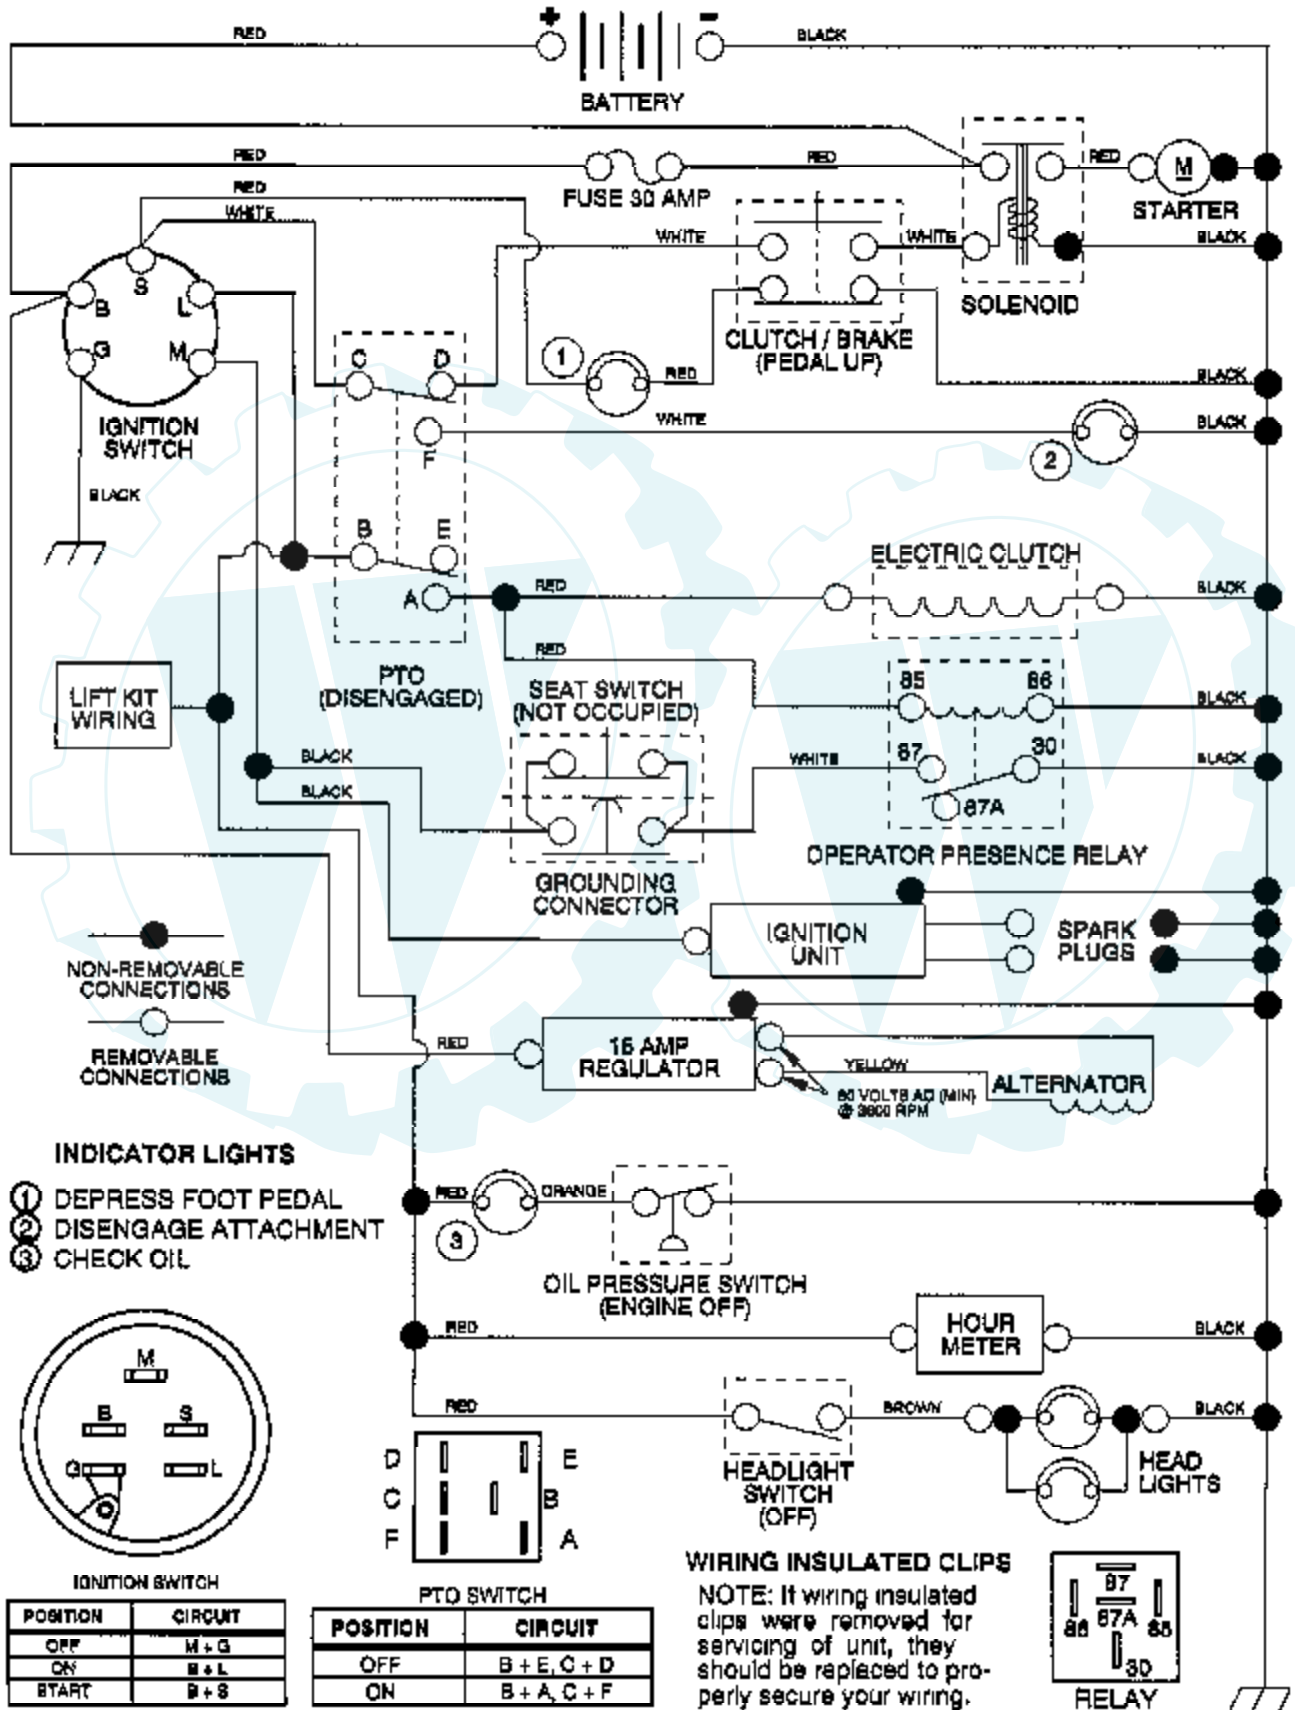 + -
RED
BLACK
BATTERY
RED
RED
RED
FUSE 30 AMP
M
STARTER
RED
WHITE
WHITE
WHITE
BLACK
S
B
L
G
M
IGNITION
SWITCH
SOLENOID
CLUTCH / BRAKE
(PEDAL UP)
C
D
1
RED
BLACK
WHITE
BLACK
F
2
BLACK
B
E
ELECTRIC CLUTCH
A
RED
BLACK
PTO
(DISENGAGED)
RED
LIFT KIT
WIRING
SEAT SWITCH
(NOT OCCUPIED)
85
86
BLACK
BLACK
WHITE
87
30
BLACK
BLACK
87A
OPERATOR PRESENCE RELAY
GROUNDING
CONNECTOR
IGNITION
UNIT
SPARK
PLUGS
NON-REMOVABLE
CONNECTIONS
REMOVABLE
CONNECTIONS
RED
15 AMP
REGULATOR
YELLOW
ALTERNATOR
@ 3600 RPM
INDICATOR LIGHTS
1 DEPRESS FOOT PEDAL
2 DISENGAGE ATTACHMENT
3 CHECK OIL
RED
ORANGE
3
OIL PRESSURE SWITCH
(ENGINE OFF)
RED
HOUR
METER
BLACK
RED
BROWN
BLACK
HEADLIGHT
SWITCH
(OFF)
HEAD
LIGHTS
M
B
S
G
L
IGNITION SWITCH
POSITION CIRCUIT
OFF M + G
ON B + L
START B + S
D E
C B
F A
PTO SWITCH
POSITION CIRCUIT
OFF B + E, C + D
ON B + A, C + F
WIRING INSULATED CLIPS
NOTE: If wiring insulated
clips were removed for
servicing of unit, they
should be replaced to pro-
perly secure your wiring.
87
86 87A 85
30
RELAY